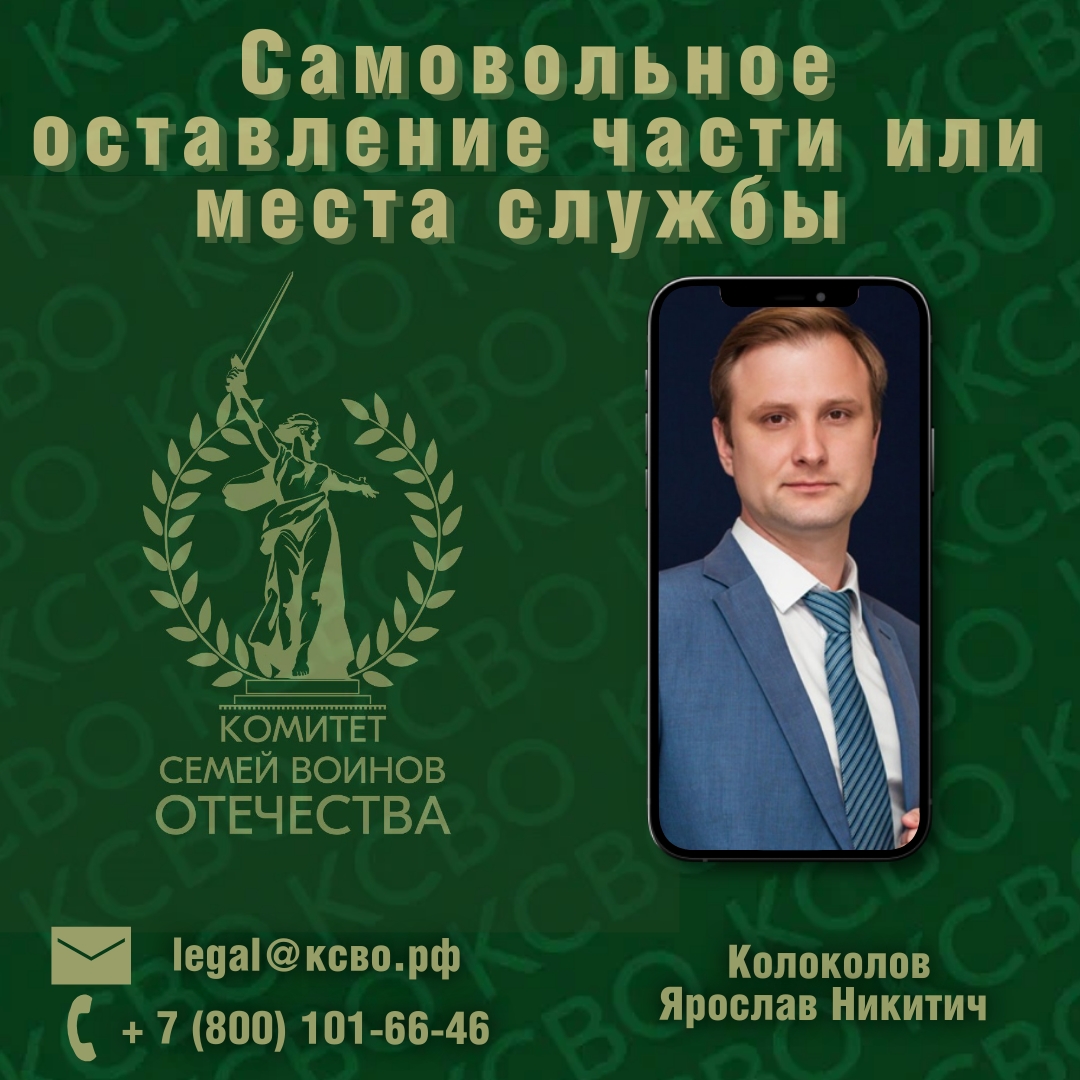 Самовольное
оставление части или
места службы
КОМИТЕТ
СЕМЕЙ ВОИНОВ
ОТЕЧЕСТВА
legal@ксво.рф
+ 7 (800) 101-66-46
Колоколов
Ярослав Никитич
КСВО